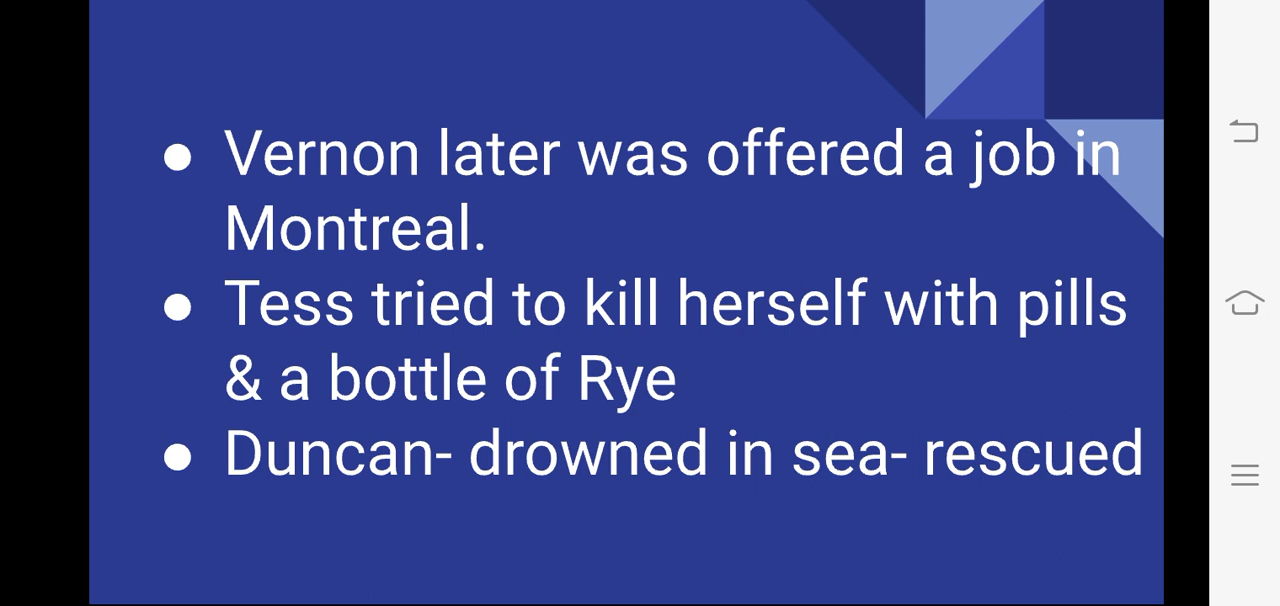 ● Vernon later was offered a job in
Montreal.
● Tess tried to kill herself with pills
& a bottle of Rye
● Duncan- drowned in sea- rescued